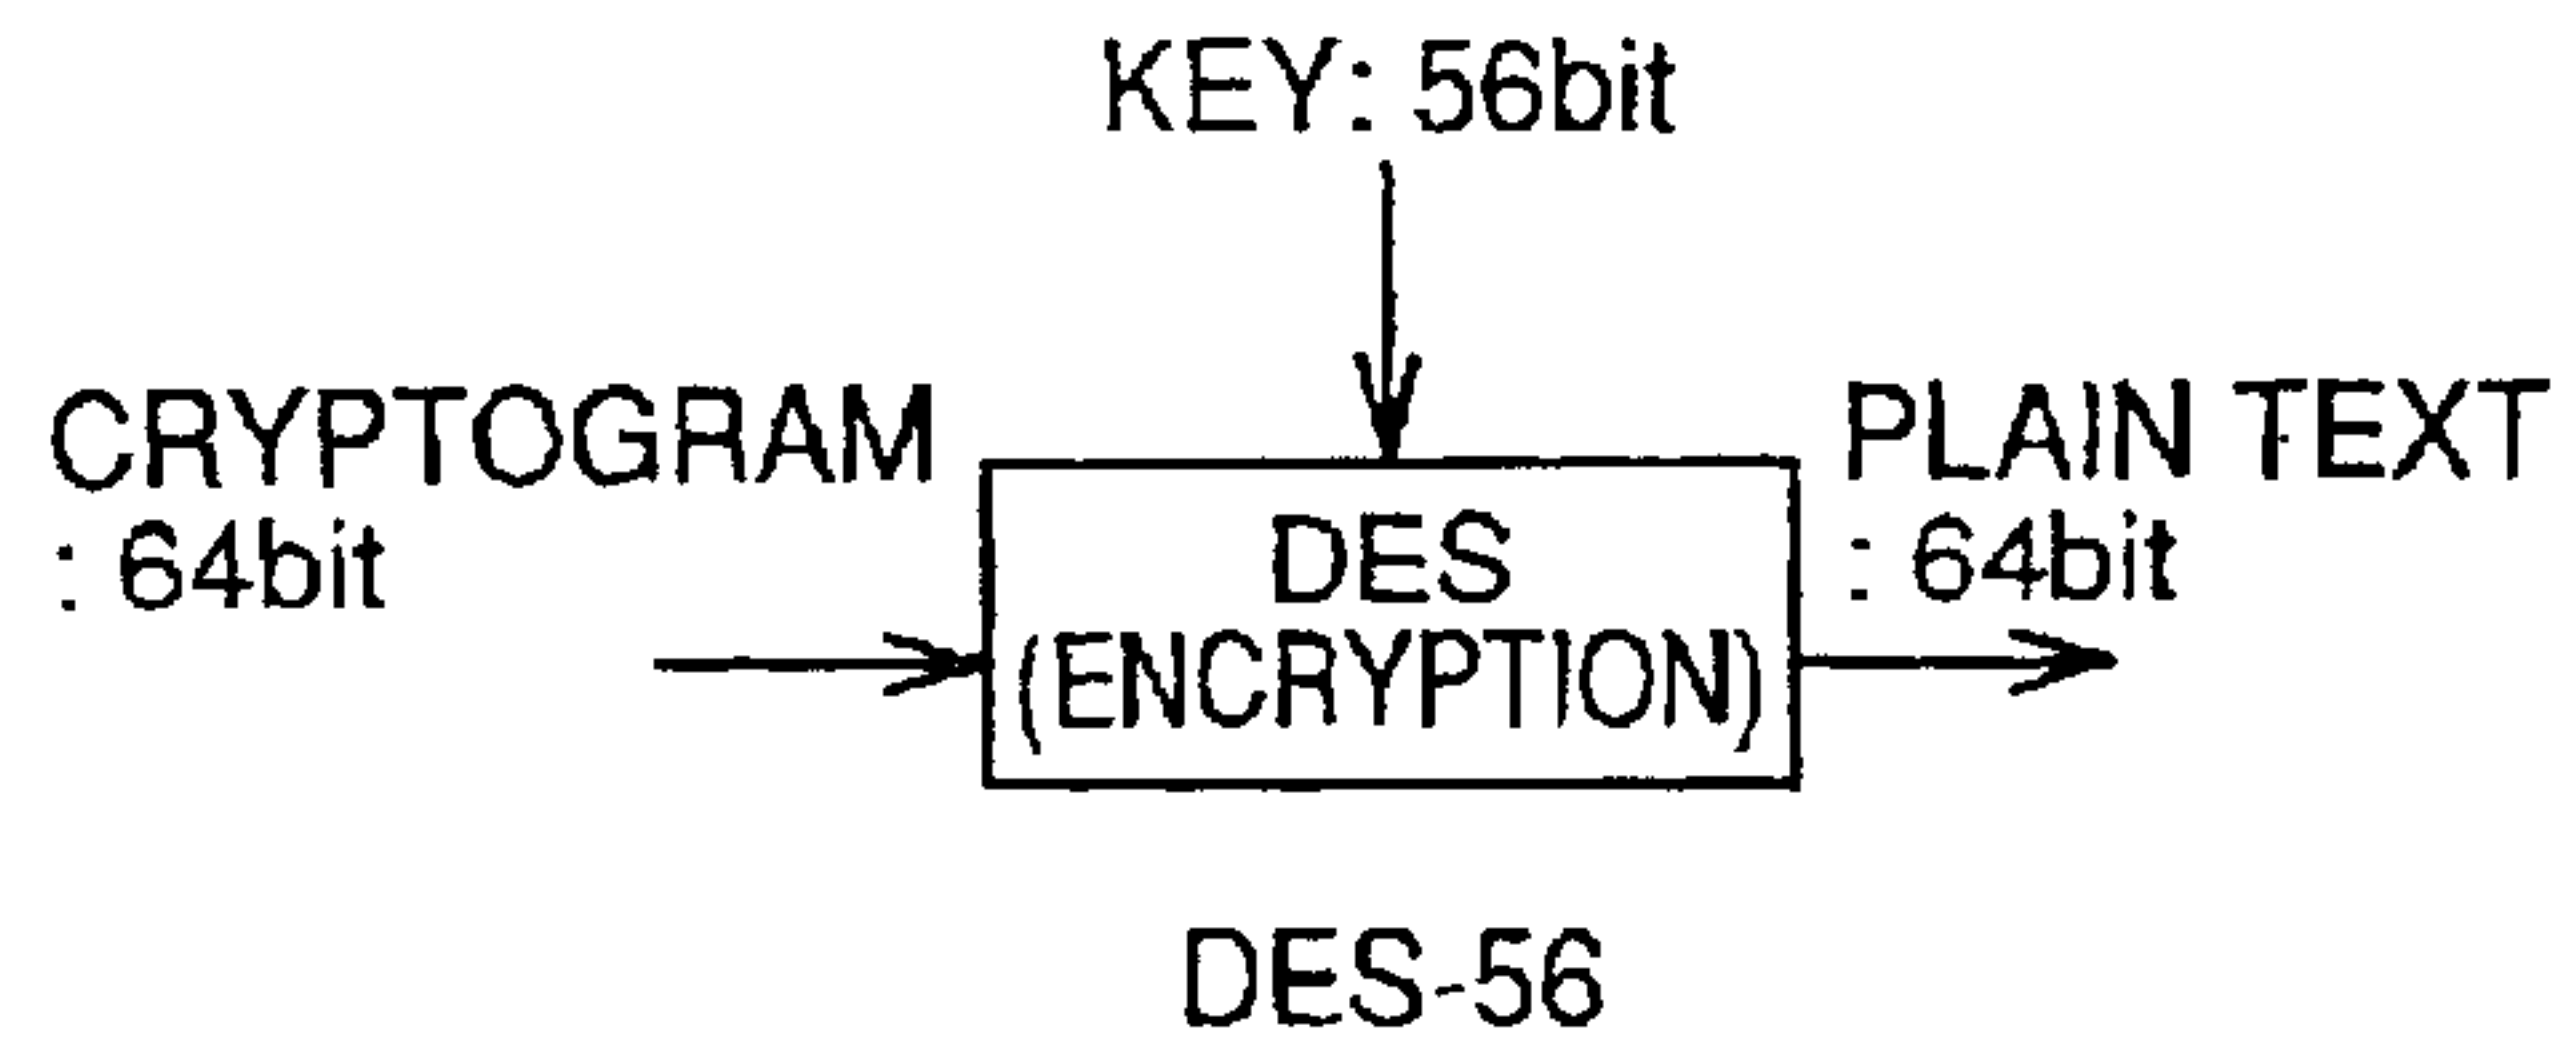 KEY: 56bit
CRYPTOGRAM
: 64bit
DES
(ENCRYPTION)
PLAIN TEXT
: 64bit
DES-56